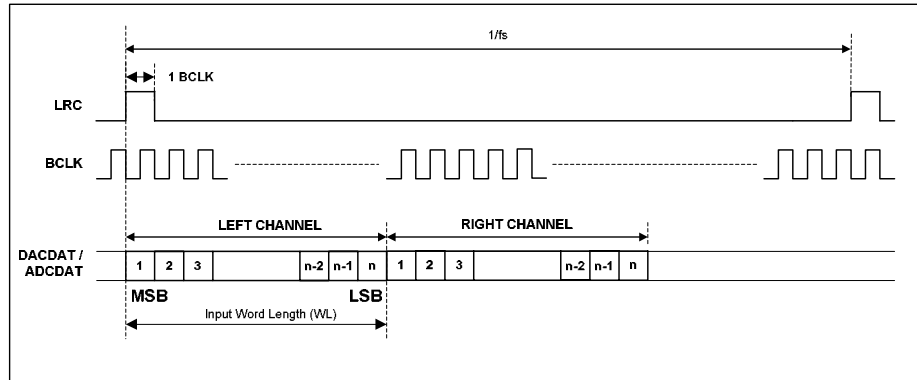 1/fs
1 BCLK
LRC
BCLK
LEFT CHANNEL
RIGHT CHANNEL
DACDAT /
ADCDAT
1 2 3 n-2 n-1 n 1 2 3 n-2 n-1 n
MSB LSB
Input Word Length (WL)